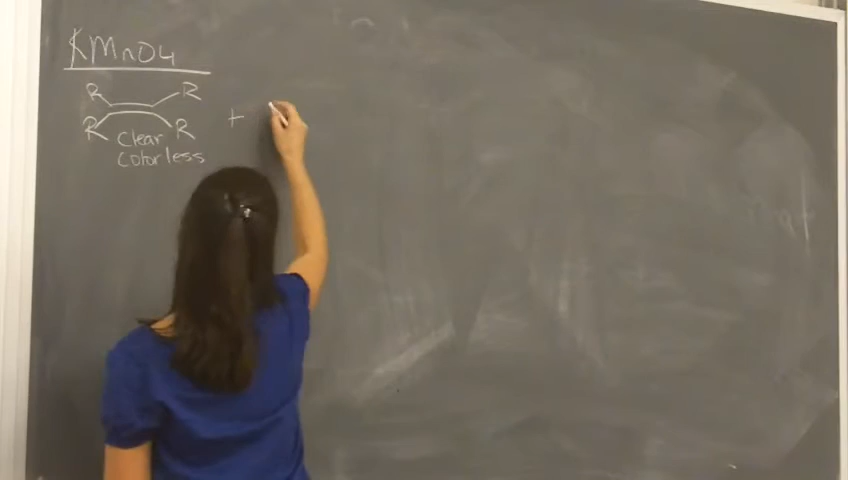 KMnO4
R R
R R +
Clear
Colorless